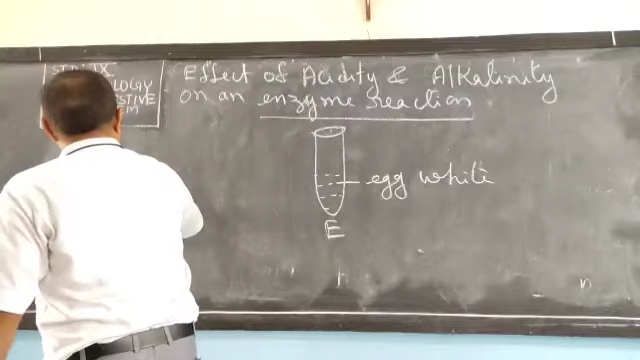 Effect of Acidity & Alkalinity
on an enzyme reaction
egg white
E